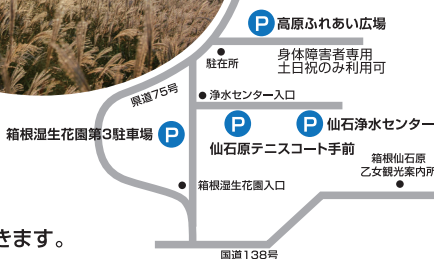 P 高原ふれあい広場
駐在所
身体障害者専用
土日祝のみ利用可
県道75号
浄水センター入口
箱根湿生花園第3駐車場 P
P
P 仙石浄水センター
仙石原テニスコート手前
箱根仙石原
乙女観光案内所
箱根湿生花園入口
きます。
国道138号